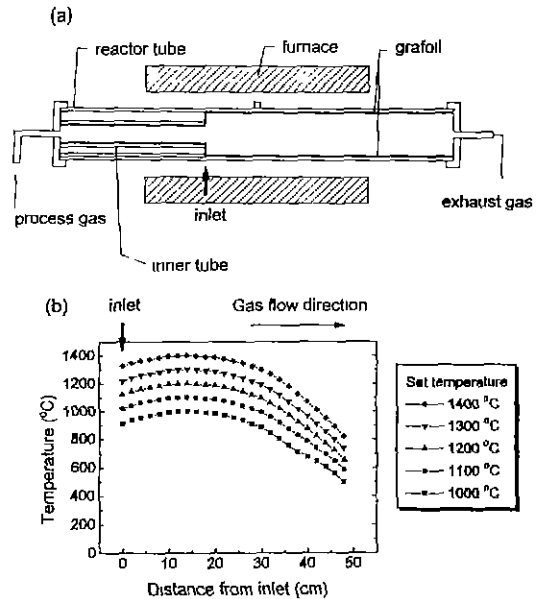 (a)
reactor tube
furnace
grafoil
process gas
inlet
exhaust gas
inner tube
(b)
inlet
Gas flow direction
1400
1200
1000
800
600
400
200
0
Temperature (°C)
0 10 20 30 40 50
Distance from inlet (cm)
Set temperature
1400 °C
1300 °C
1200 °C
1100 °C
1000 °C